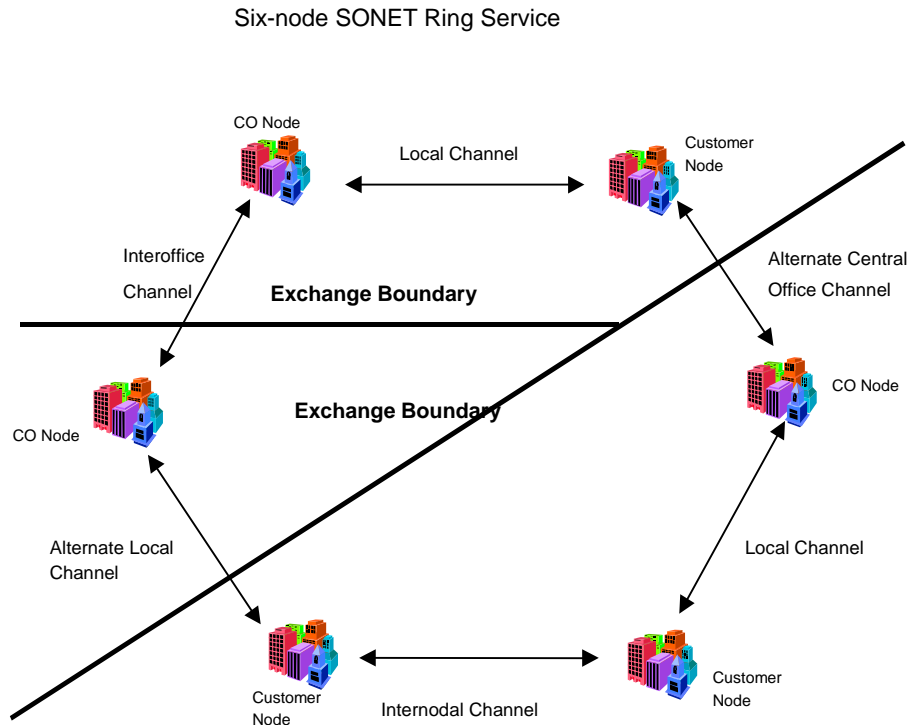 Six-node SONET Ring Service
CO Node
Local Channel
Customer
Node
Interoffice
Channel
Alternate Central
Office Channel
Exchange Boundary
Exchange Boundary
CO Node
CO Node
Alternate Local
Channel
Local Channel
Customer
Node
Internodal Channel
Customer
Node